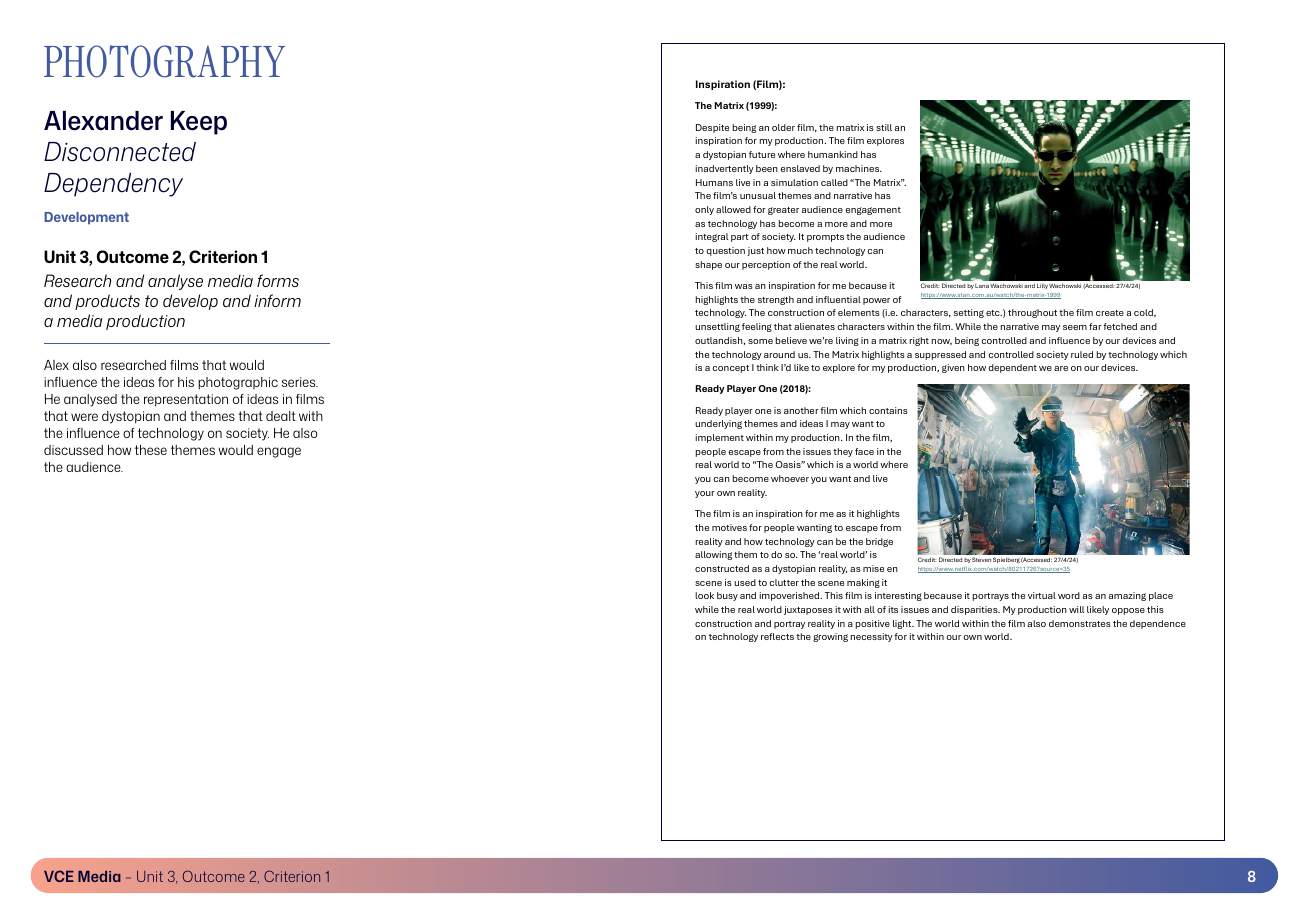 PHOTOGRAPHY
Alexander Keep
Disconnected
Dependency
Development
Unit 3, Outcome 2, Criterion 1
Research and analyse media forms
and products to develop and inform
a media production
Alex also researched films that would
influence the ideas for his photographic series.
He analysed the representation of ideas in films
that were dystopian and themes that dealt with
the influence of technology on society. He also
discussed how these themes would engage
the audience.
Inspiration (Film):
The Matrix (1999):
Despite being an older film, the matrix is still an
inspiration for my production. The film explores
a dystopian future where humankind has
inadvertently been enslaved by machines.
Humans live in a simulation called “The Matrix”.
The film’s unusual themes and narrative has
only allowed for greater audience engagement
as technology has become a more and more
integral part of society. It prompts the audience
to question just how much technology can
shape our perception of the real world.
Credit: Directed by Lana Wachowski and Lilly Wachowski (Accessed: 27/4/24)
https://www.stan.com.au/watch/the-matrix-1999
This film was an inspiration for me because it
highlights the strength and influential power of
technology. The construction of elements (i.e. characters, setting etc.) throughout the film create a cold,
unsettling feeling that alienates characters within the film. While the narrative may seem far fetched and
outlandish, some believe we’re living in a matrix right now, being controlled and influence by our devices and
the technology around us. The Matrix highlights a suppressed and controlled society ruled by technology which
is a concept I think I’d like to explore for my production, given how dependent we are on our devices.
Ready Player One (2018):
Ready player one is another film which contains
underlying themes and ideas I may want to
implement within my production. In the film,
people escape from the issues they face in the
real world to “The Oasis” which is a world where
you can become whoever you want and live
your own reality.
Credit: Directed by Steven Spielberg (Accessed: 27/4/24)
https://www.netflix.com/watch/80211726?source=35
The film is an inspiration for me as it highlights
the motives for people wanting to escape from
reality and how technology can be the bridge
allowing them to do so. The ‘real world’ is
constructed as a dystopian reality, as mise en
scene is used to clutter the scene making it
look busy and impoverished. This film is interesting because it portrays the virtual word as an amazing place
while the real world juxtaposes it with all of its issues and disparities. My production will likely oppose this
construction and portray reality in a positive light. The world within the film also demonstrates the dependence
on technology reflects the growing necessity for it within our own world.
VCE Media – Unit 3, Outcome 2, Criterion 1
8